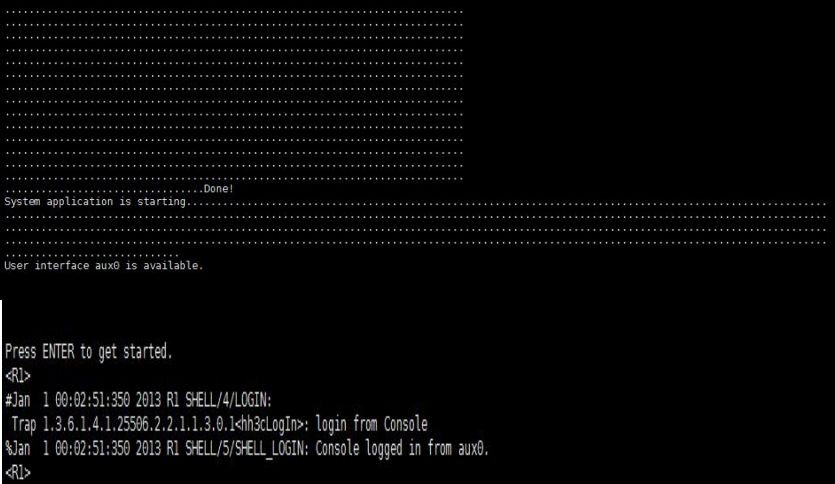 ......................................................................
......................................................................
......................................................................
......................................................................
......................................................................
......................................................................
......................................................................
......................................................................
......................................................................
......................................................................
......................................................................
......................................................................
......................................................................
......................................................................
.................................Done!
System application is starting...........................................................................................................
.........................................................................................................................................
.........................................................................................................................................
.........................................................................................................................................
.............................
User interface aux0 is available.
Press ENTER to get started.
<R1>
#Jan  1 00:02:51:350 2013 R1 SHELL/4/LOGIN:
 Trap 1.3.6.1.4.1.25506.2.2.1.1.3.0.1<hh3cLogIn>: login from Console
%Jan  1 00:02:51:350 2013 R1 SHELL/5/SHELL_LOGIN: Console logged in from aux0.
<R1>